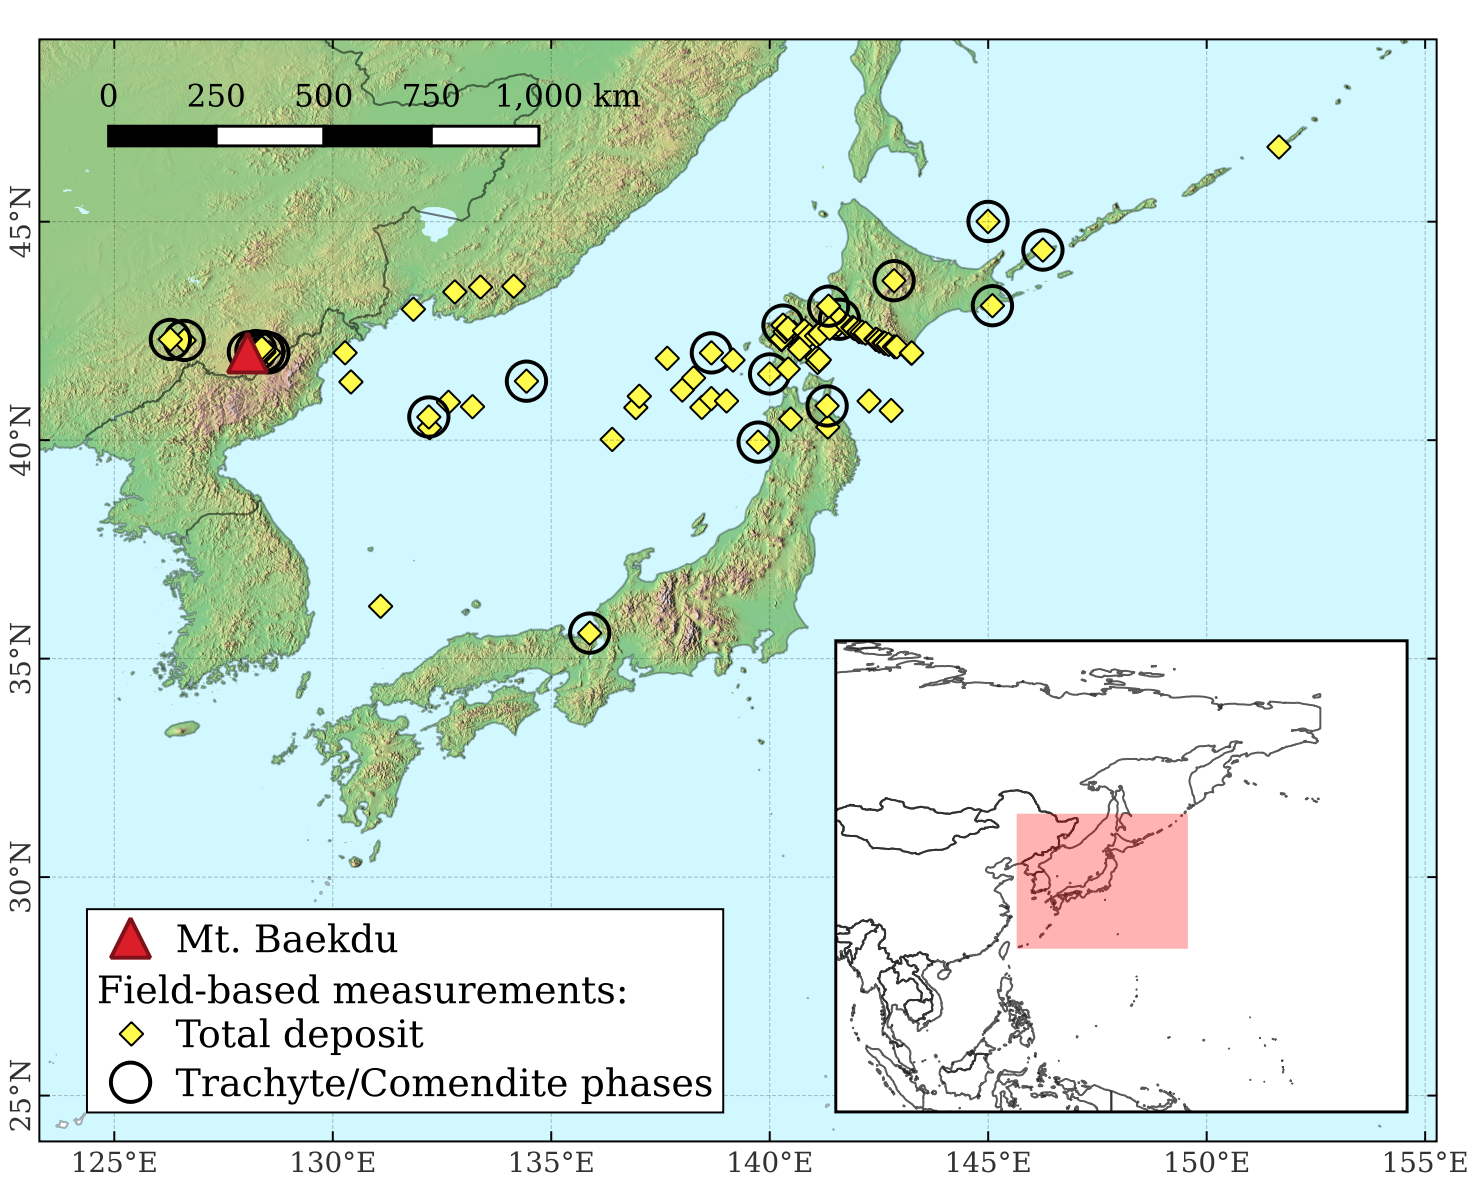 0 250 500 750 1,000 km
45°N
40°N
35°N
30°N
25°N
Mt. Baekdu
Field-based measurements:
Total deposit
Trachyte/Comendite phases
125°E 130°E 135°E 140°E 145°E 150°E 155°E